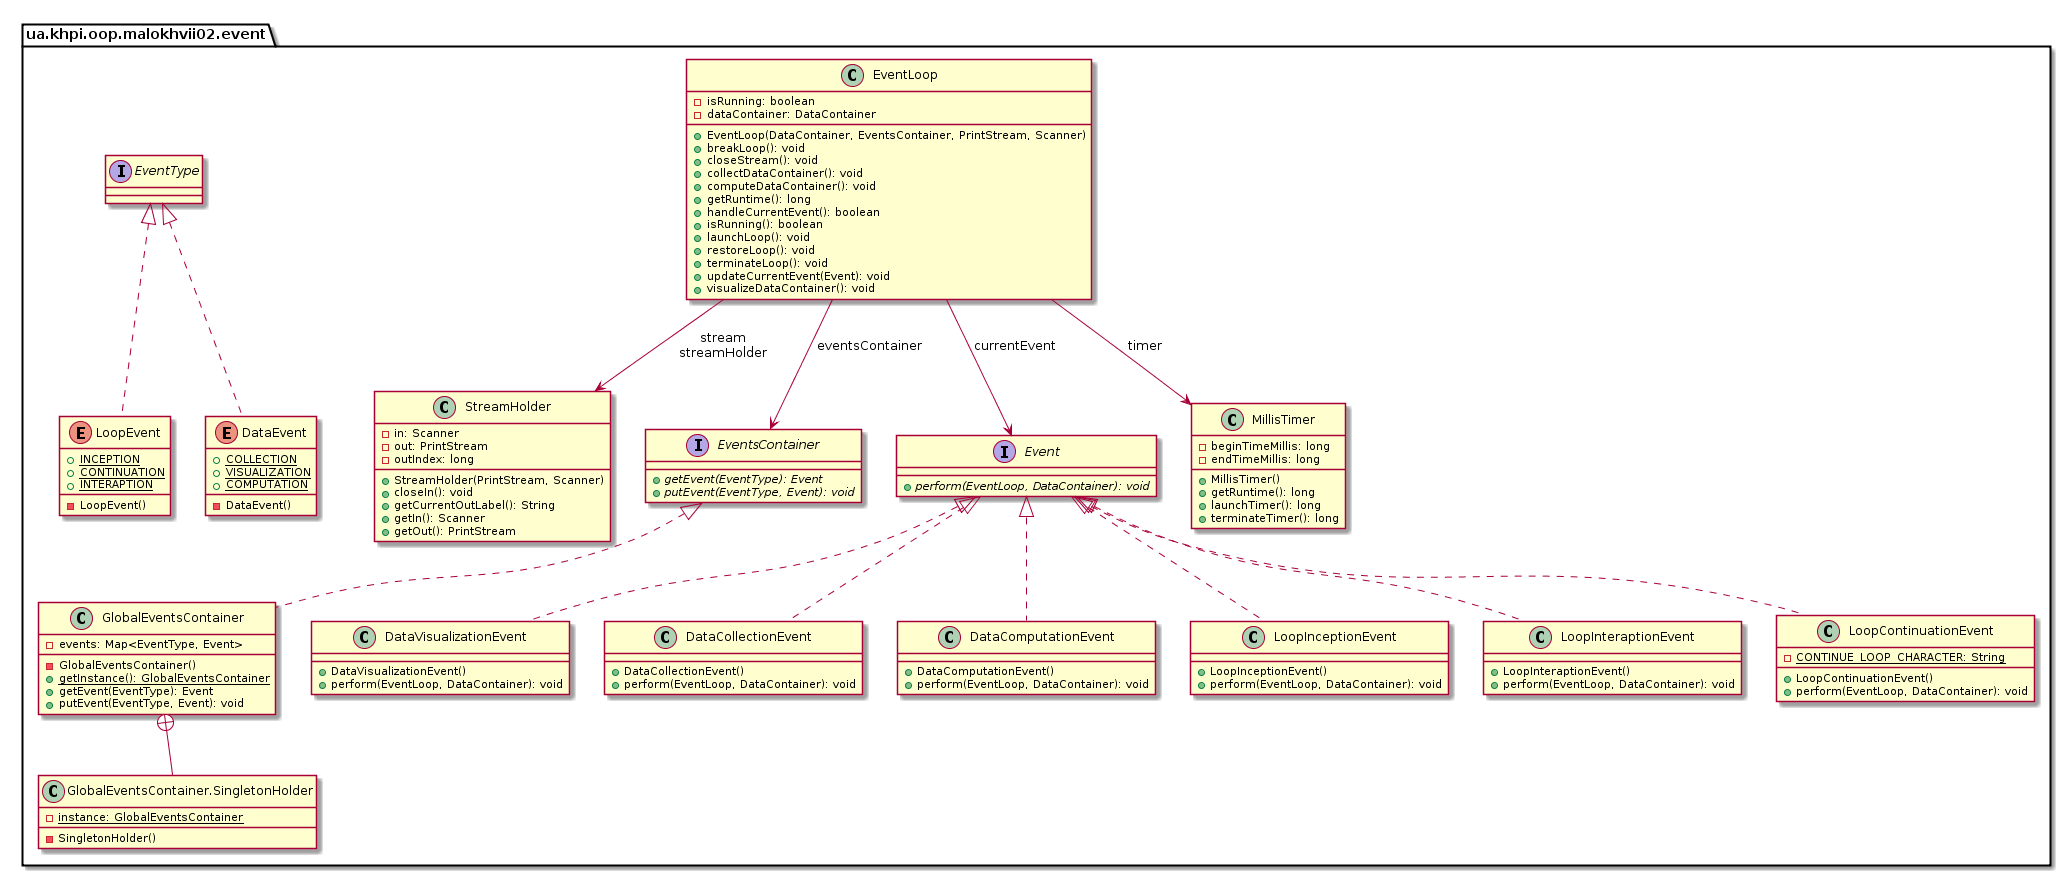 ua.khpi.oop.malokhvii02.event
C EventLoop
isRunning: boolean
dataContainer: DataContainer
EventLoop(DataContainer, EventsContainer, PrintStream, Scanner)
breakLoop(): void
closeStream(): void
collectDataContainer(): void
computeDataContainer(): void
getRuntime(): long
handleCurrentEvent(): boolean
isRunning(): boolean
launchLoop(): void
restoreLoop(): void
terminateLoop(): void
updateCurrentEvent(Event): void
visualizeDataContainer(): void
I EventType
stream
streamHolder
eventsContainer
currentEvent
timer
E LoopEvent
INCEPTION
CONTINUATION
INTERAPTION
LoopEvent()
E DataEvent
COLLECTION
VISUALIZATION
COMPUTATION
DataEvent()
C StreamHolder
in: Scanner
out: PrintStream
outIndex: long
StreamHolder(PrintStream, Scanner)
closeIn(): void
getCurrentOutLabel(): String
getIn(): Scanner
getOut(): PrintStream
I EventsContainer
getEvent(EventType): Event
putEvent(EventType, Event): void
I Event
perform(EventLoop, DataContainer): void
C MillisTimer
beginTimeMillis: long
endTimeMillis: long
MillisTimer()
getRuntime(): long
launchTimer(): long
terminateTimer(): long
C GlobalEventsContainer
events: Map<EventType, Event>
GlobalEventsContainer()
getInstance(): GlobalEventsContainer
getEvent(EventType): Event
putEvent(EventType, Event): void
C DataVisualizationEvent
DataVisualizationEvent()
perform(EventLoop, DataContainer): void
C DataCollectionEvent
DataCollectionEvent()
perform(EventLoop, DataContainer): void
C DataComputationEvent
DataComputationEvent()
perform(EventLoop, DataContainer): void
C LoopInceptionEvent
LoopInceptionEvent()
perform(EventLoop, DataContainer): void
C LoopInteraptionEvent
LoopInteraptionEvent()
perform(EventLoop, DataContainer): void
C LoopContinuationEvent
CONTINUE_LOOP_CHARACTER: String
LoopContinuationEvent()
perform(EventLoop, DataContainer): void
C GlobalEventsContainer.SingletonHolder
instance: GlobalEventsContainer
SingletonHolder()